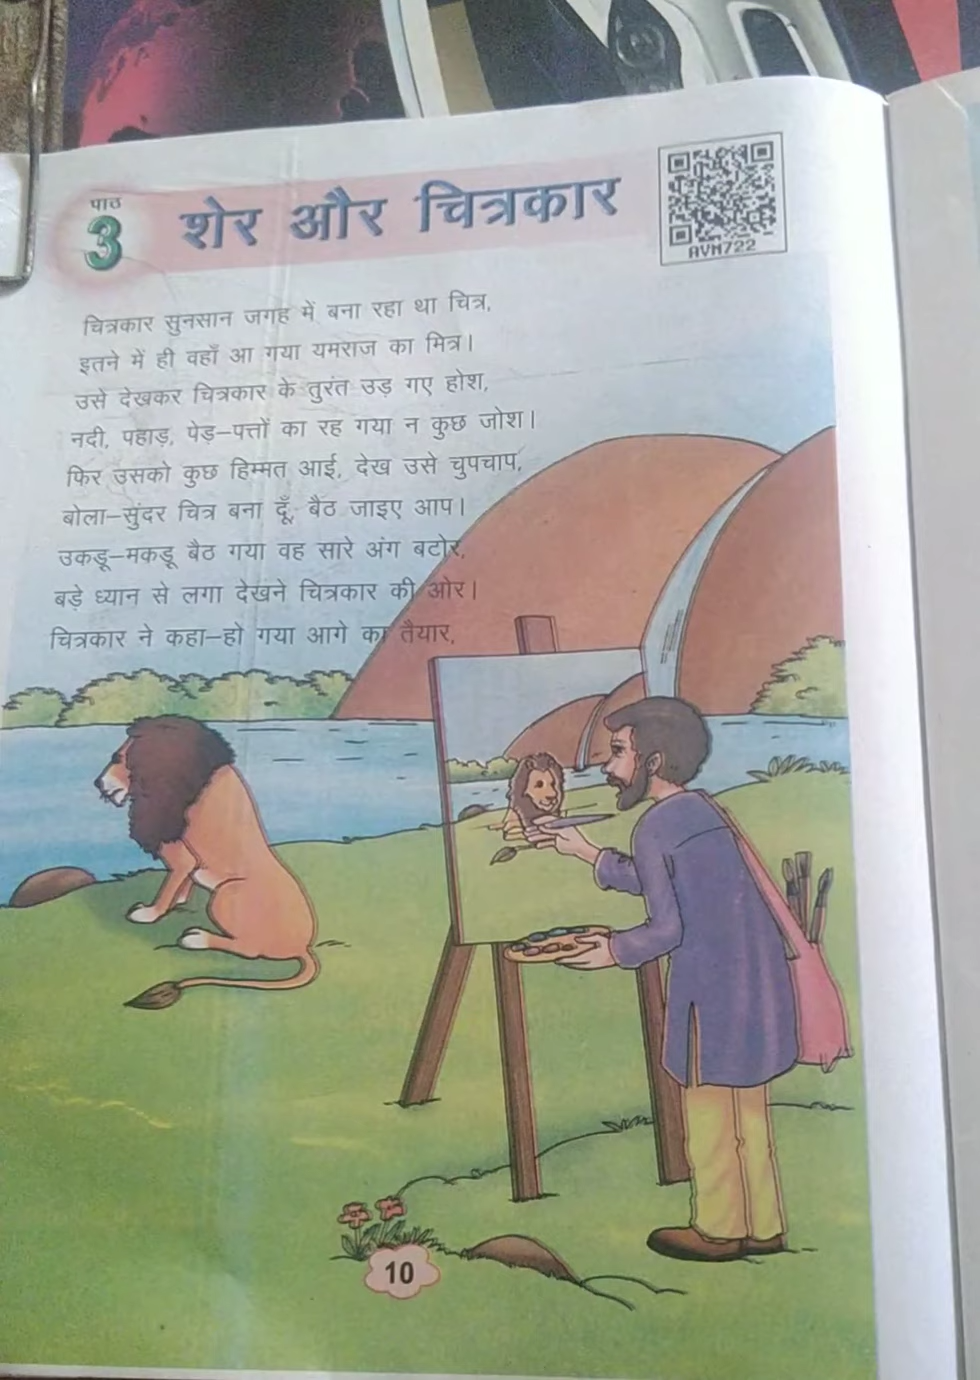 पाठ
3
शेर और चित्रकार
AVM722
चित्रकार सुनसान जगह में बना रहा था चित्र,
इतने में ही वहाँ आ गया यमराज का मित्र।
उसे देखकर चित्रकार के तुरंत उड़ गए होश,
नदी, पहाड़, पेड़-पत्तों का रह गया न कुछ जोश।
फिर उसको कुछ हिम्मत आई, देख उसे चुपचाप,
बोला-सुंदर चित्र बना दूँ, बैठ जाइए आप।
उकड़ू-मकड़ू बैठ गया वह सारे अंग बटोर,
बड़े ध्यान से लगा देखने चित्रकार की ओर।
चित्रकार ने कहा-हो गया आगे का तैयार,
10